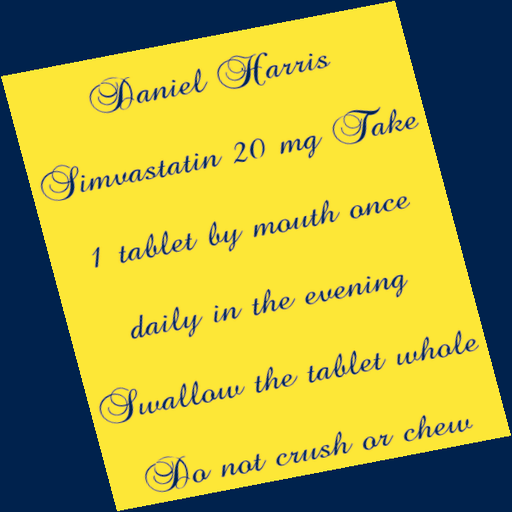 Daniel Harris
Simvastatin 20 mg Take
1 tablet by mouth once
daily in the evening
Swallow the tablet whole
Do not crush or chew